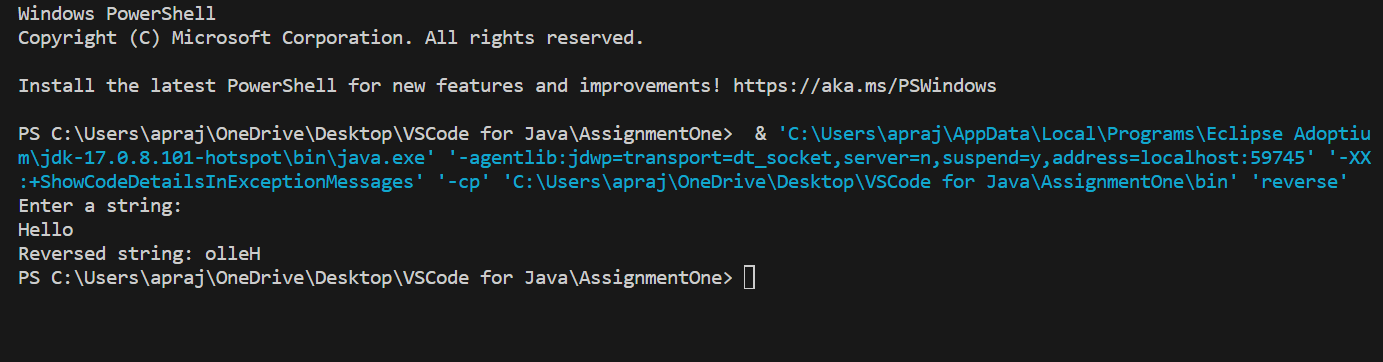 Windows PowerShell
Copyright (C) Microsoft Corporation. All rights reserved.
Install the latest PowerShell for new features and improvements! https://aka.ms/PSWindows
PS C:\Users\apraj\OneDrive\Desktop\VSCode for Java\AssignmentOne>  & 'C:\Users\apraj\AppData\Local\Programs\Eclipse Adoptiu
m\jdk-17.0.8.101-hotspot\bin\java.exe' '-agentlib:jdwp=transport=dt_socket,server=n,suspend=y,address=localhost:59745' '-XX
:+ShowCodeDetailsInExceptionMessages' '-cp' 'C:\Users\apraj\OneDrive\Desktop\VSCode for Java\AssignmentOne\bin' 'reverse'
Enter a string:
Hello
Reversed string: olleH
PS C:\Users\apraj\OneDrive\Desktop\VSCode for Java\AssignmentOne>